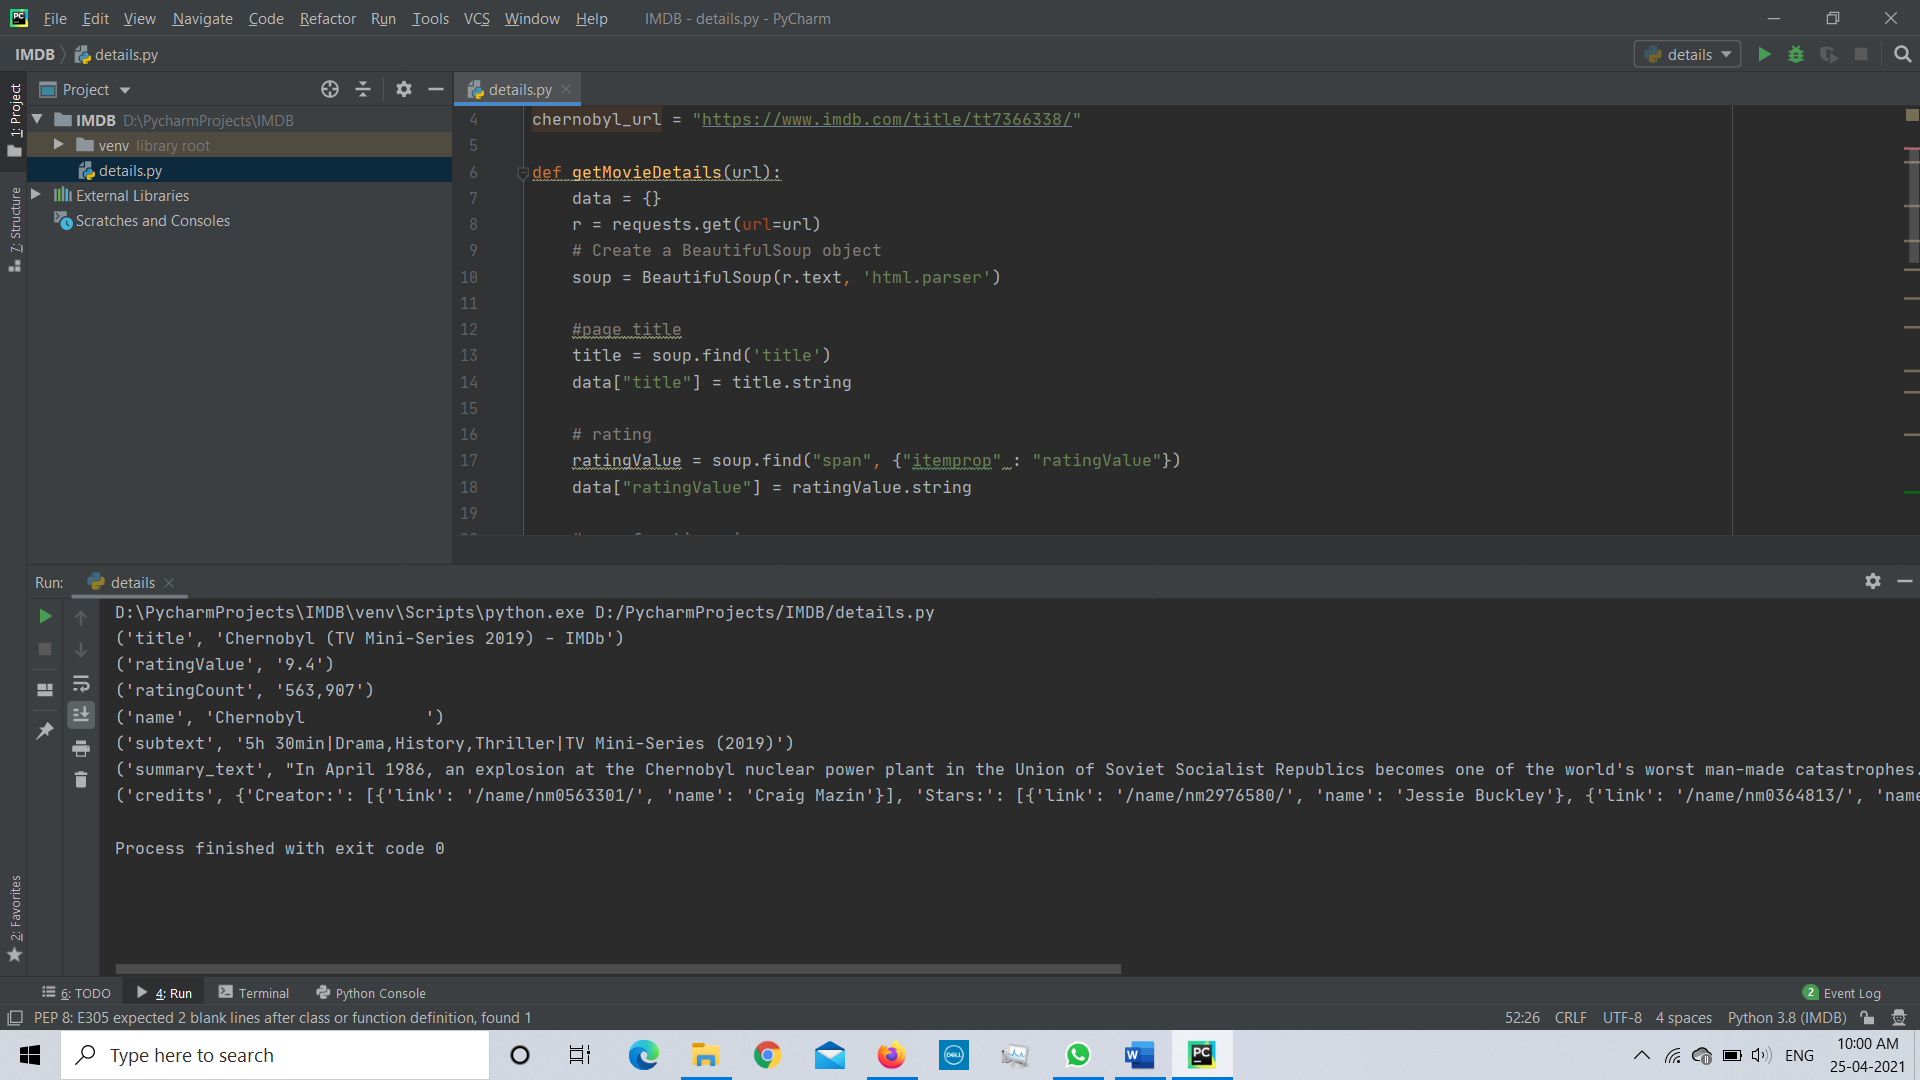 File Edit View Navigate Code Refactor Run Tools VCS Window Help IMDB - details.py - PyCharm
IMDB details.py
details
1: Project
7: Structure
2: Favorites
Project
IMDB D:\PycharmProjects\IMDB
venv library root
details.py
External Libraries
Scratches and Consoles
details.py
4 chernobyl_url = "https://www.imdb.com/title/tt7366338/"
5
6 def getMovieDetails(url):
7 data = {}
8 r = requests.get(url=url)
9 # Create a BeautifulSoup object
10 soup = BeautifulSoup(r.text, 'html.parser')
11
12 #page title
13 title = soup.find('title')
14 data["title"] = title.string
15
16 # rating
17 ratingValue = soup.find("span", {"itemprop" : "ratingValue"})
18 data["ratingValue"] = ratingValue.string
19
Run: details
D:\PycharmProjects\IMDB\venv\Scripts\python.exe D:/PycharmProjects/IMDB/details.py
('title', 'Chernobyl (TV Mini-Series 2019) - IMDb')
('ratingValue', '9.4')
('ratingCount', '563,907')
('name', 'Chernobyl            ')
('subtext', '5h 30min|Drama,History,Thriller|TV Mini-Series (2019)')
('summary_text', "In April 1986, an explosion at the Chernobyl nuclear power plant in the Union of Soviet Socialist Republics becomes one of the world's worst man-made catastrophes.
('credits', {'Creator:': [{'link': '/name/nm0563301/', 'name': 'Craig Mazin'}], 'Stars:': [{'link': '/name/nm2976580/', 'name': 'Jessie Buckley'}, {'link': '/name/nm0364813/', 'name
Process finished with exit code 0
6: TODO 4: Run Terminal Python Console 2 Event Log
PEP 8: E305 expected 2 blank lines after class or function definition, found 1 52:26 CRLF UTF-8 4 spaces Python 3.8 (IMDB)
Type here to search
DELL
W
PC
ENG
10:00 AM
25-04-2021